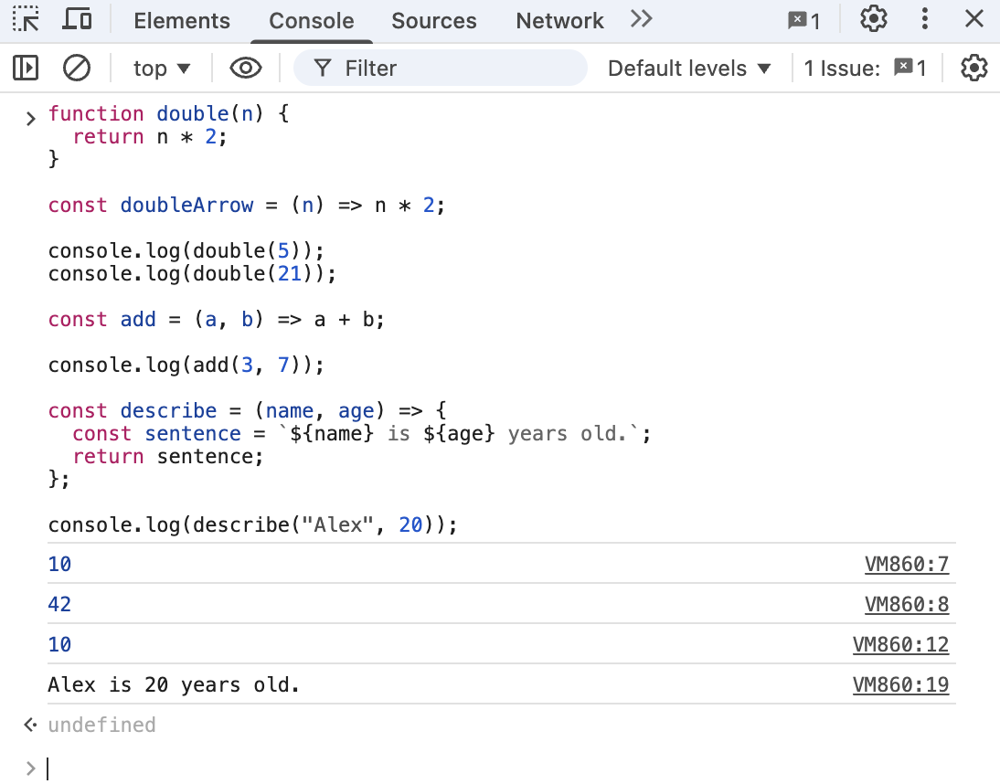 Elements Console Sources Network 1
top Filter Default levels 1 Issue: 1
function double(n) {
  return n * 2;
}
const doubleArrow = (n) => n * 2;
console.log(double(5));
console.log(double(21));
const add = (a, b) => a + b;
console.log(add(3, 7));
const describe = (name, age) => {
  const sentence = `${name} is ${age} years old.`;
  return sentence;
};
console.log(describe("Alex", 20));
10 VM860:7
42 VM860:8
10 VM860:12
Alex is 20 years old. VM860:19
undefined